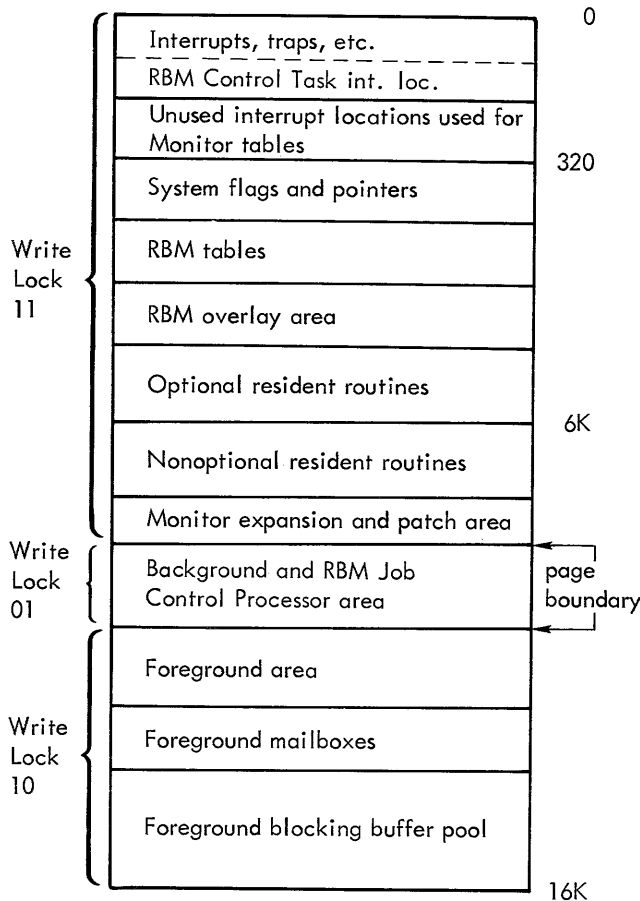 0
Interrupts, traps, etc.
RBM Control Task int. loc.
Unused interrupt locations used for
Monitor tables
320
System flags and pointers
Write
Lock
11
RBM tables
RBM overlay area
Optional resident routines
6K
Nonoptional resident routines
Monitor expansion and patch area
Write
Lock
01
Background and RBM Job
Control Processor area
page
boundary
Foreground area
Write
Lock
10
Foreground mailboxes
Foreground blocking buffer pool
16K